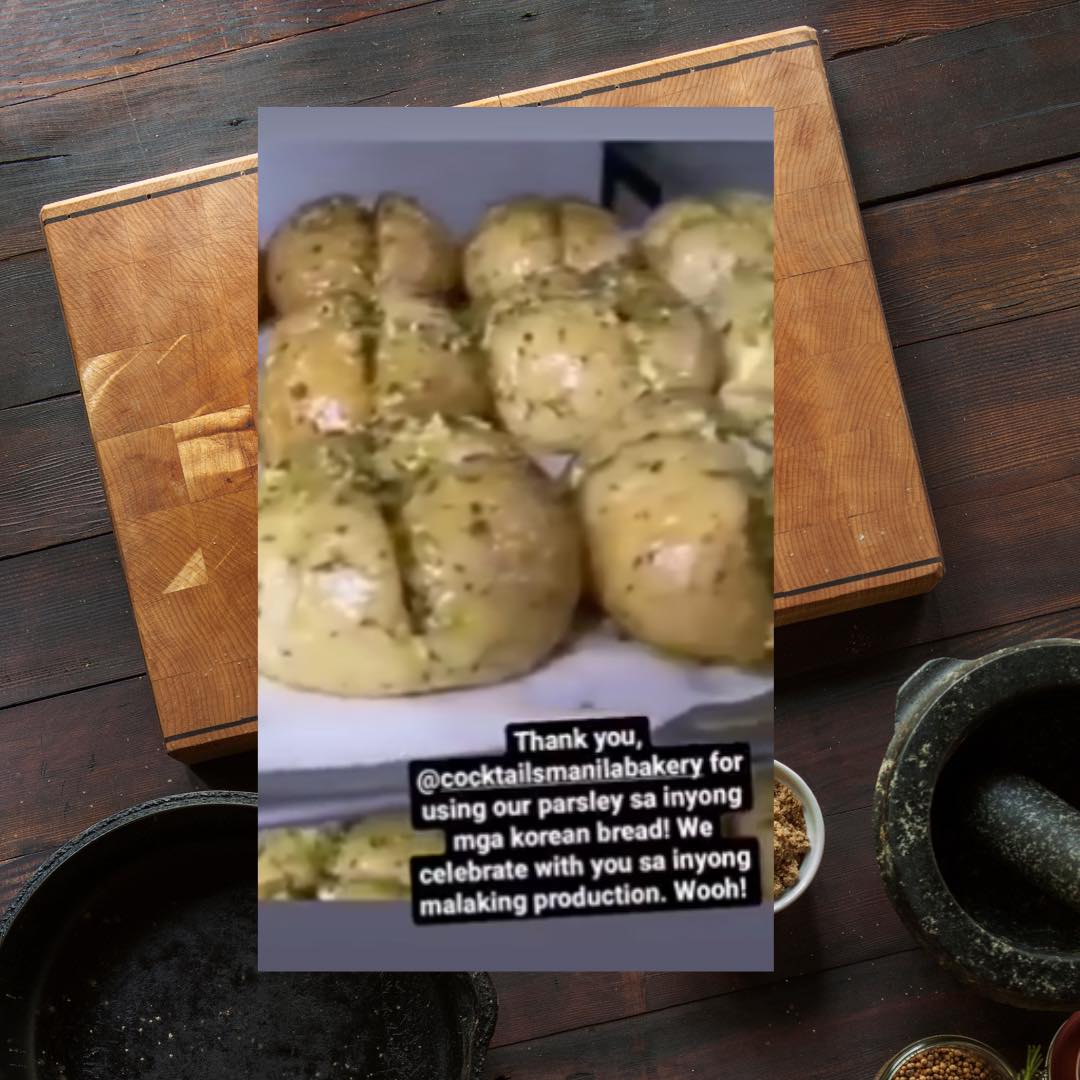 Thank you,
@cocktailsmanilabakery for
using our parsley sa inyong
mga korean bread! We
celebrate with you sa inyong
malaking production. Wooh!